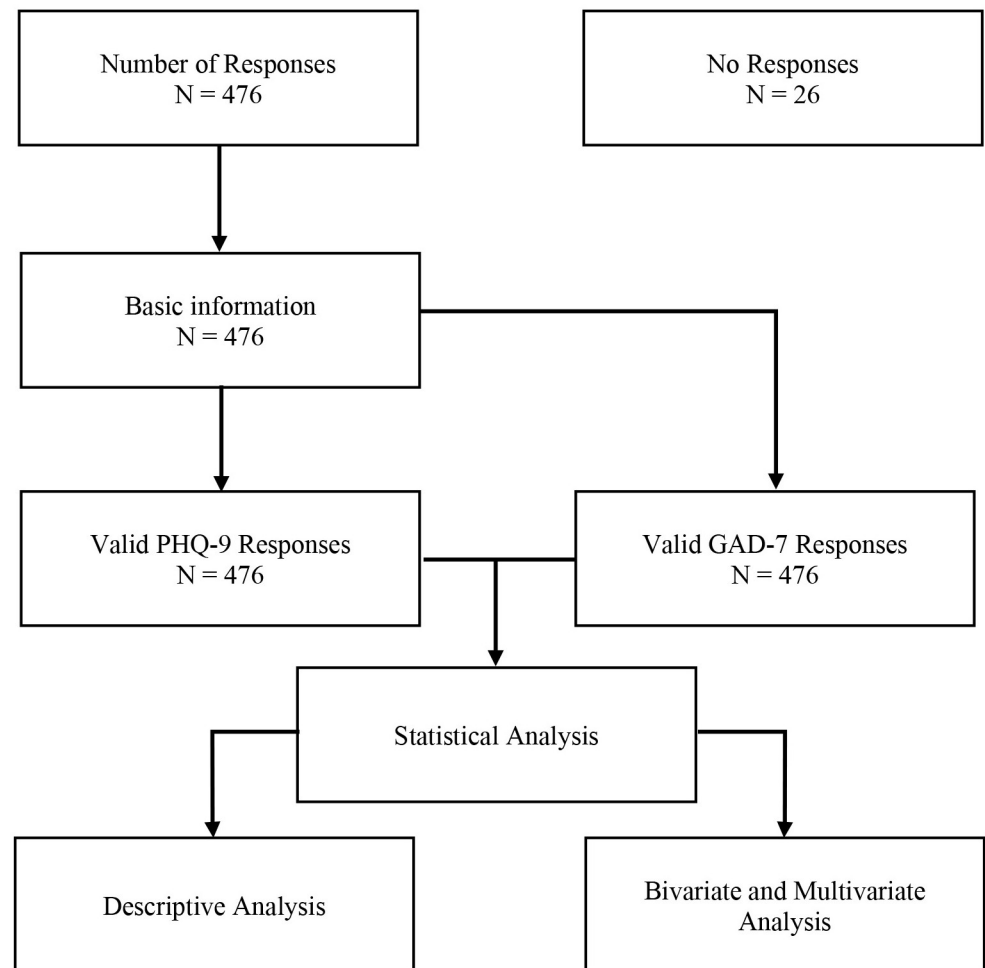 Number of Responses
N = 476
No Responses
N = 26
Basic information
N = 476
Valid PHQ-9 Responses
N = 476
Valid GAD-7 Responses
N = 476
Statistical Analysis
Descriptive Analysis
Bivariate and Multivariate
Analysis